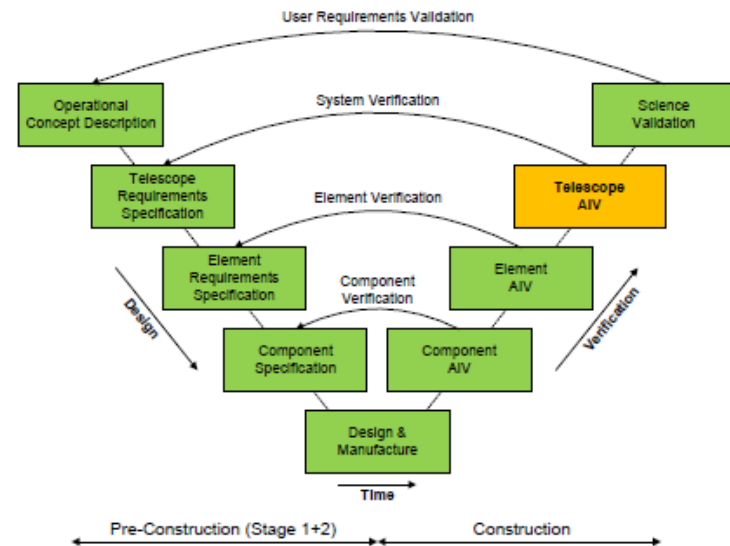 User Requirements Validation
Operational
Concept Description
System Verification
Science
Validation
Telescope
Requirements
Specification
Telescope
AIV
Element Verification
Element
Requirements
Specification
Element
AIV
Component
Verification
Design
Verification
Component
Specification
Component
AIV
Design &
Manufacture
Time
Pre-Construction (Stage 1+2)
Construction